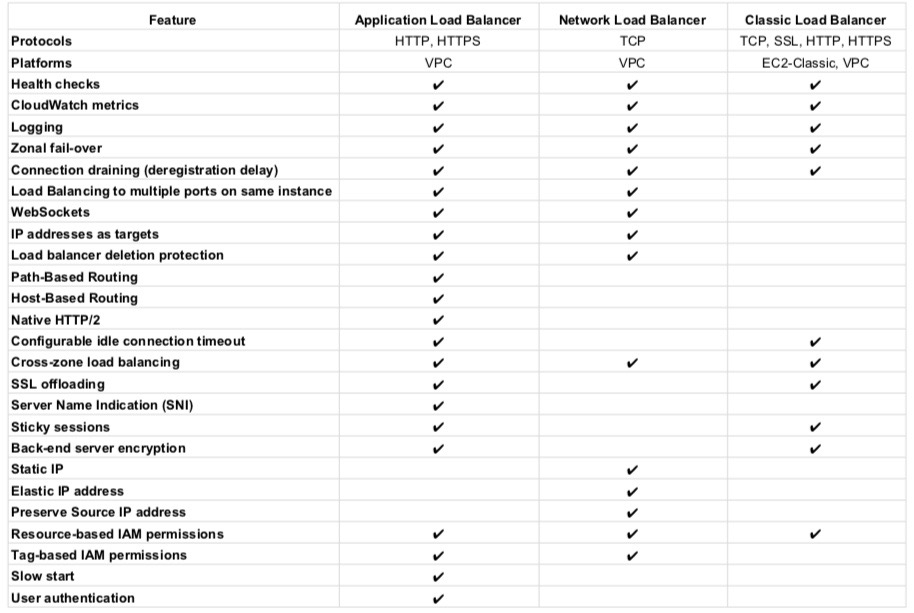 Feature Application Load Balancer Network Load Balancer Classic Load Balancer
Protocols HTTP, HTTPS TCP TCP, SSL, HTTP, HTTPS
Platforms VPC VPC EC2-Classic, VPC
Health checks ✔ ✔ ✔
CloudWatch metrics ✔ ✔ ✔
Logging ✔ ✔ ✔
Zonal fail-over ✔ ✔ ✔
Connection draining (deregistration delay) ✔ ✔ ✔
Load Balancing to multiple ports on same instance ✔ ✔
WebSockets ✔ ✔
IP addresses as targets ✔ ✔
Load balancer deletion protection ✔ ✔
Path-Based Routing ✔
Host-Based Routing ✔
Native HTTP/2 ✔
Configurable idle connection timeout ✔ ✔
Cross-zone load balancing ✔ ✔ ✔
SSL offloading ✔ ✔
Server Name Indication (SNI) ✔
Sticky sessions ✔ ✔
Back-end server encryption ✔ ✔
Static IP ✔
Elastic IP address ✔
Preserve Source IP address ✔
Resource-based IAM permissions ✔ ✔ ✔
Tag-based IAM permissions ✔ ✔
Slow start ✔
User authentication ✔